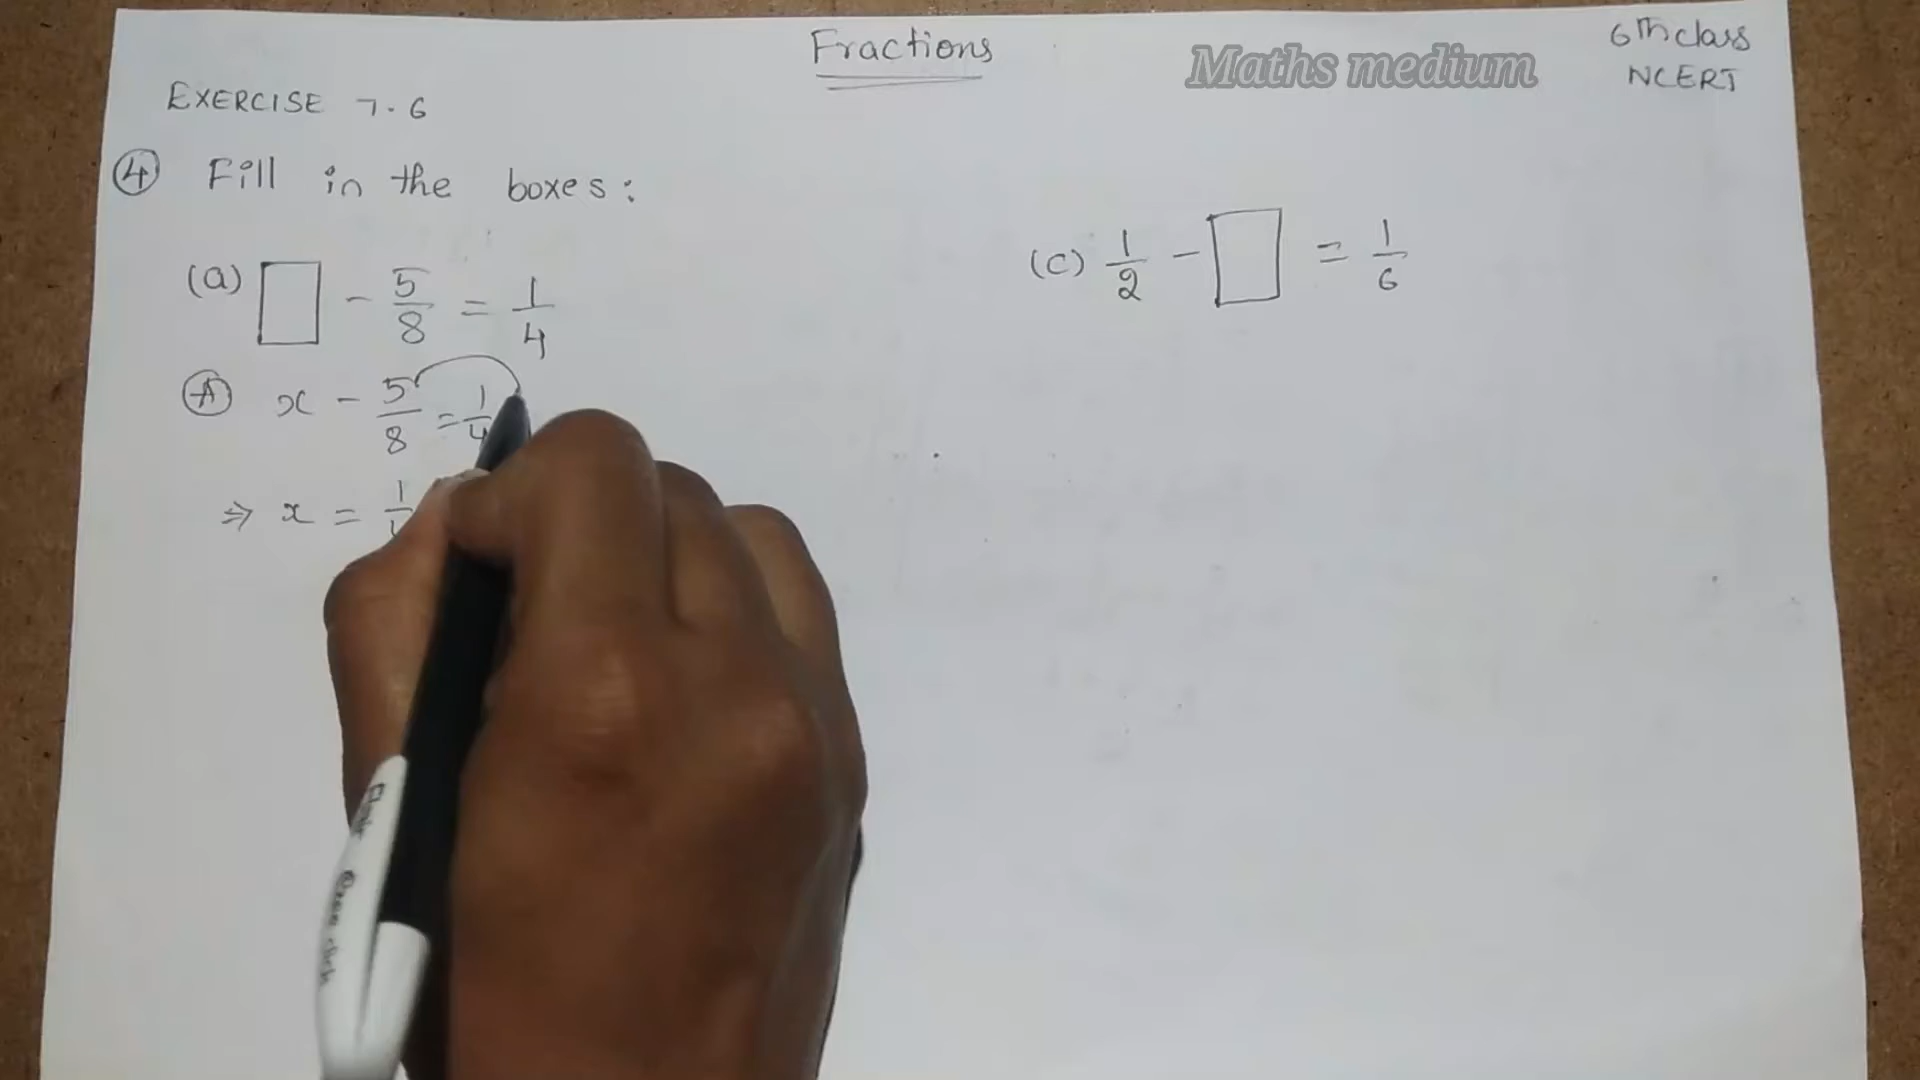 Fractions
Maths medium
6th class
NCERT
EXERCISE 7.6
④ Fill in the boxes:
(a) □ - 5/8 = 1/4
(A) x - 5/8 = 1/4
⇒ x = 1/
(c) 1/2 - □ = 1/6